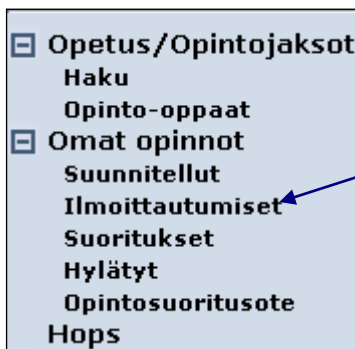 Opetus/Opintojaksot
Haku
Opinto-oppaat
Omat opinnot
Suunnitellut
Ilmoittautumiset
Suoritukset
Hylätyt
Opintosuoritusote
Hops